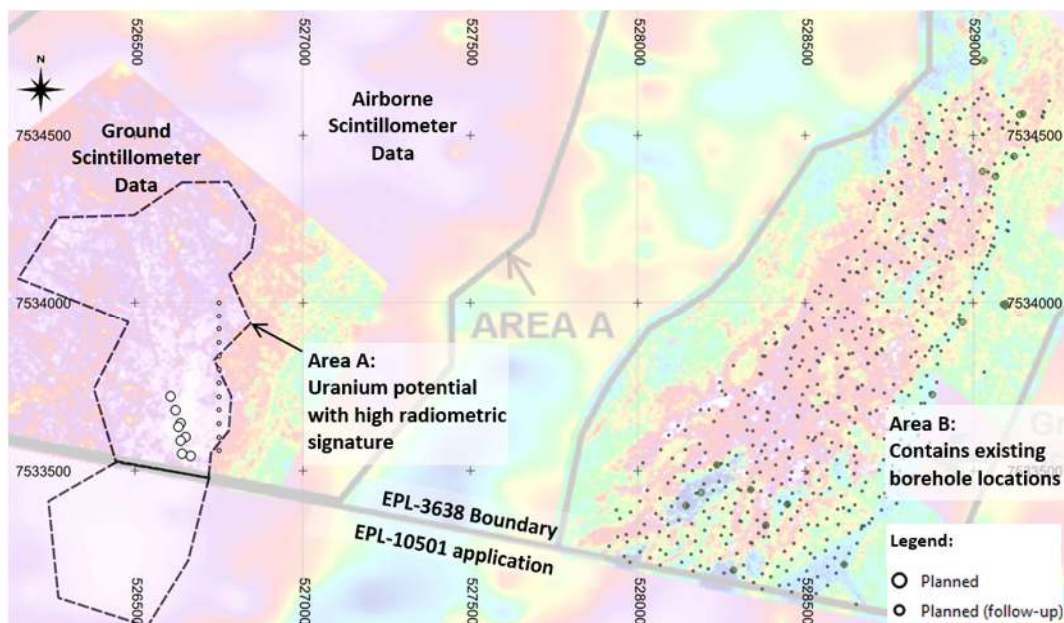 526500
527000
527500
528000
528500
529000
N
7534500
7534500
Ground
Scintillometer
Data
Airborne
Scintillometer
Data
7534000
7534000
AREA A
Area A:
Uranium potential
with high radiometric
signature
Area B:
Contains existing
borehole locations
7533500
7533500
EPL-3638 Boundary
EPL-10501 application
Legend:
Planned
Planned (follow-up)
526500
527000
527500
528000
528500